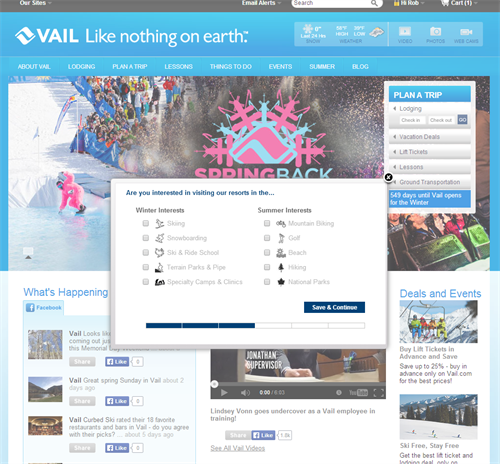 Our Sites
Email Alerts
Search
Hi Rob
Cart (1)
VAIL Like nothing on earth.™
0"
Last 24 Hrs
SNOW
HIGH
LOW
WEATHER
VIDEO
PHOTOS
WEB CAMS
ABOUT VAIL
LODGING
PLAN A TRIP
LESSONS
THINGS TO DO
EVENTS
SUMMER
BLOG
SPRINGBACK
PLAN A TRIP
Lodging
Check in
Check out
GO
Vacation Deals
Lift Tickets
Lessons
Ground Transportation
549 days until Vail opens
for the Winter
Are you interested in visiting our resorts in the...
Winter Interests
Skiing
Snowboarding
Ski & Ride School
Terrain Parks & Pipe
Specialty Camps & Clinics
Summer Interests
Mountain Biking
Golf
Beach
Hiking
National Parks
Save & Continue
What's Happening
Facebook
Vail Looks like
coming out just
this Memorial Day
Share
Like
0
Vail Great spring Sunday in Vail about 2
days ago
Share
Like
0
Vail Curbed Ski rated their 18 favorite
restaurants and bars in Vail - do you agree
with their picks? ... about 5 days ago
Share
Like
0
JONATHAN
SUPERVISOR
0:00 / 6:03
YouTube
Lindsey Vonn goes undercover as a Vail employee in
training!
Share
Like
1.6k
See All Vail Videos
Deals and Events
Buy Lift Tickets in
Advance and Save
Save up to 25% - buy in
advance only on Vail.com
for the best prices!
Ski Free, Stay Free
Get the best lift ticket and
lodging deal, only on